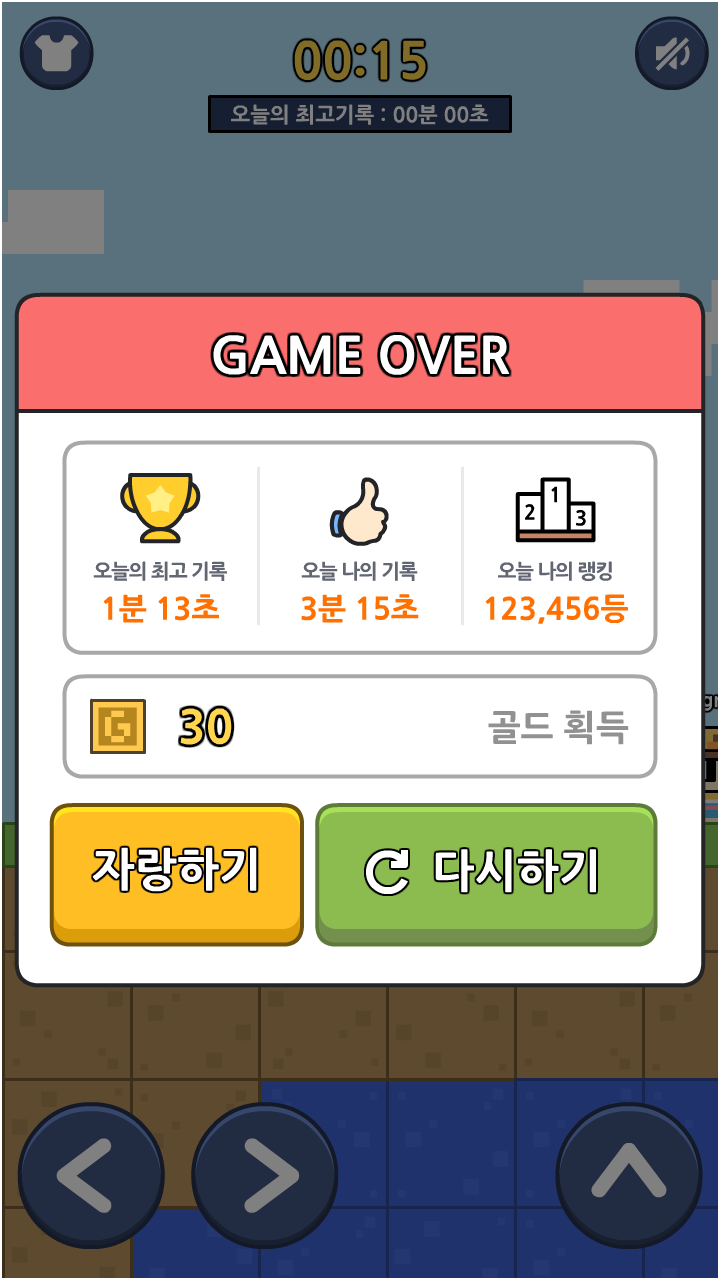 00:15
오늘의 최고기록 : 00분 00초
GAME OVER
1
2
3
오늘의 최고 기록
오늘 나의 기록
오늘 나의 랭킹
1분 13초
3분 15초
123,456등
G
30
골드 획득
자랑하기
다시하기